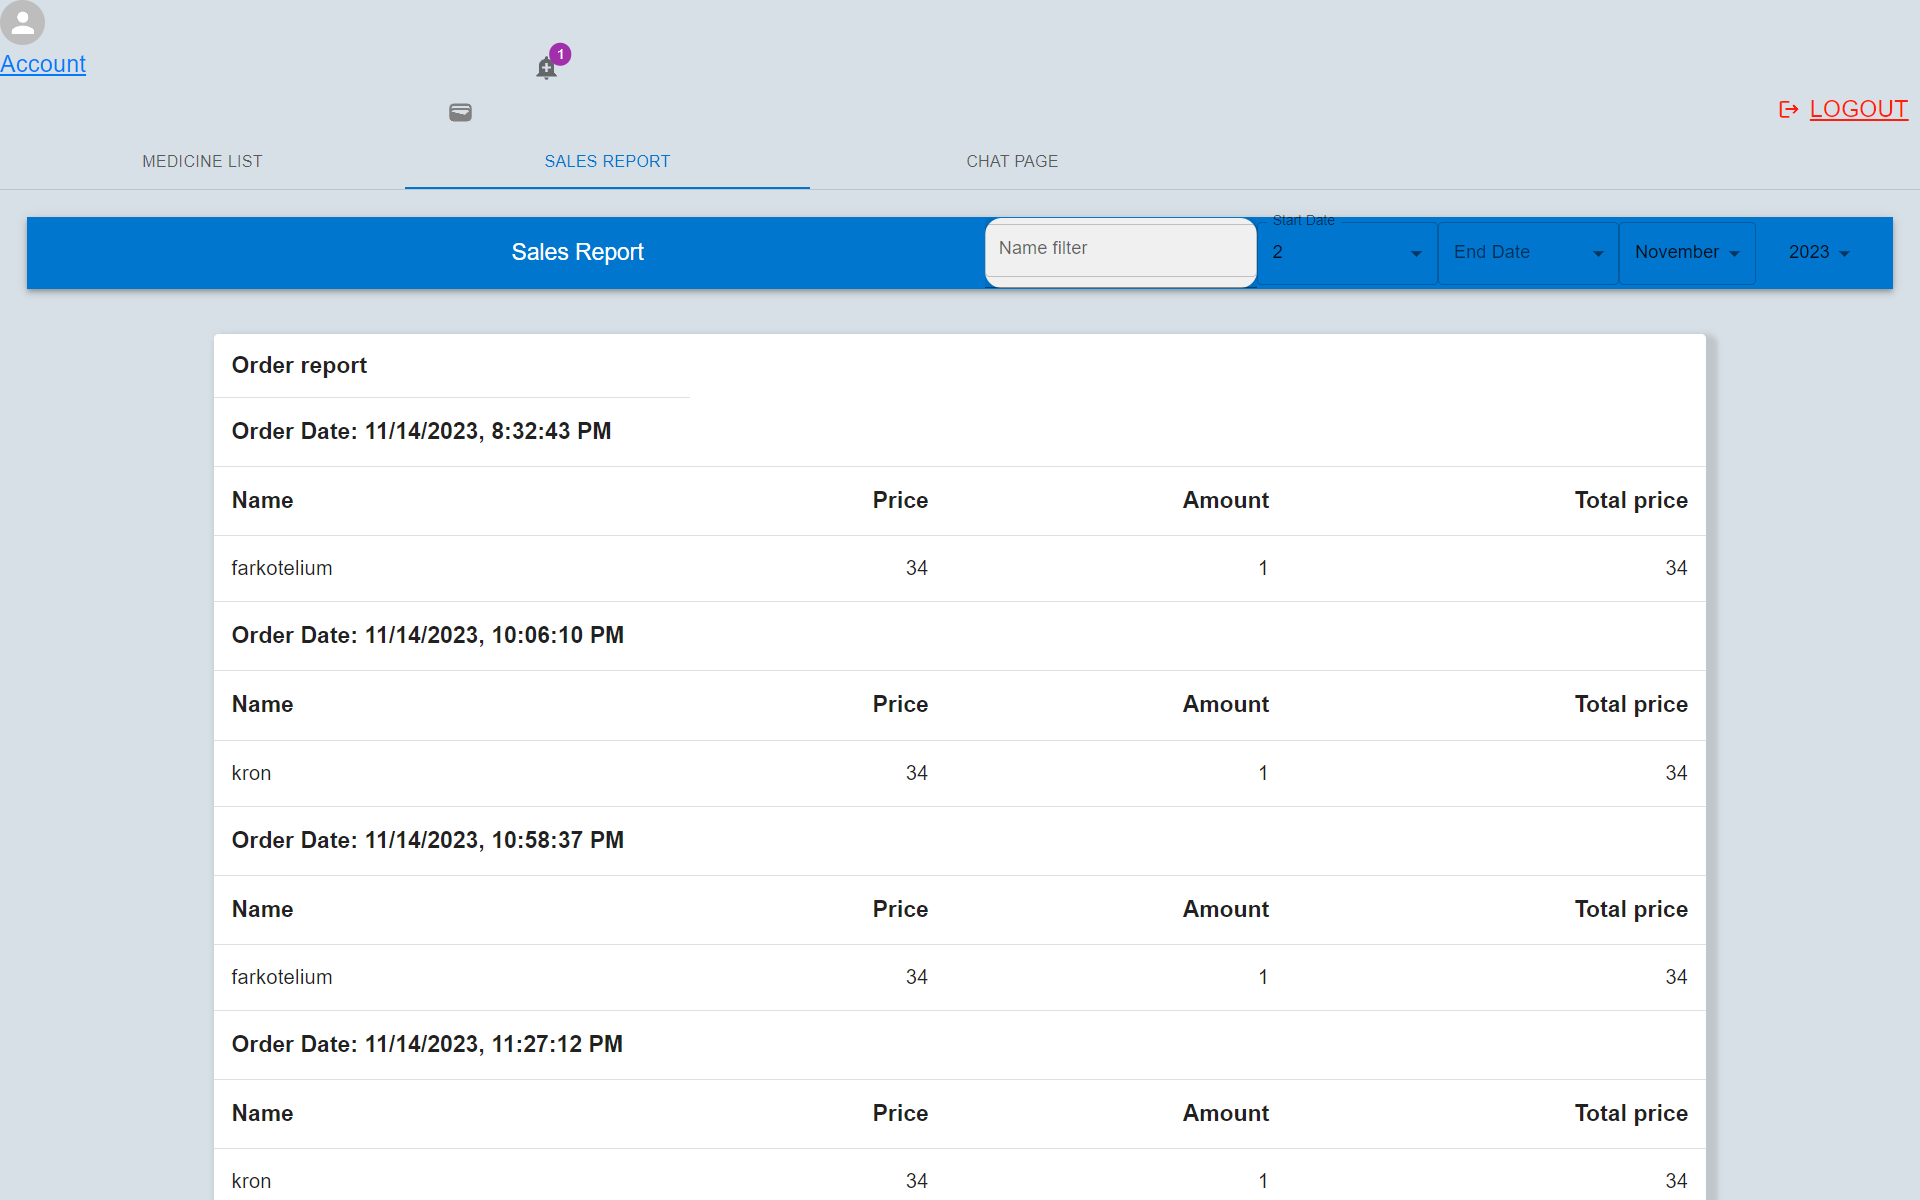 Account
1
LOGOUT
MEDICINE LIST
SALES REPORT
CHAT PAGE
Sales Report
Name filter
Start Date
2
End Date
November
2023
Order report
Order Date: 11/14/2023, 8:32:43 PM
Name Price Amount Total price
farkotelium 34 1 34
Order Date: 11/14/2023, 10:06:10 PM
Name Price Amount Total price
kron 34 1 34
Order Date: 11/14/2023, 10:58:37 PM
Name Price Amount Total price
farkotelium 34 1 34
Order Date: 11/14/2023, 11:27:12 PM
Name Price Amount Total price
kron 34 1 34